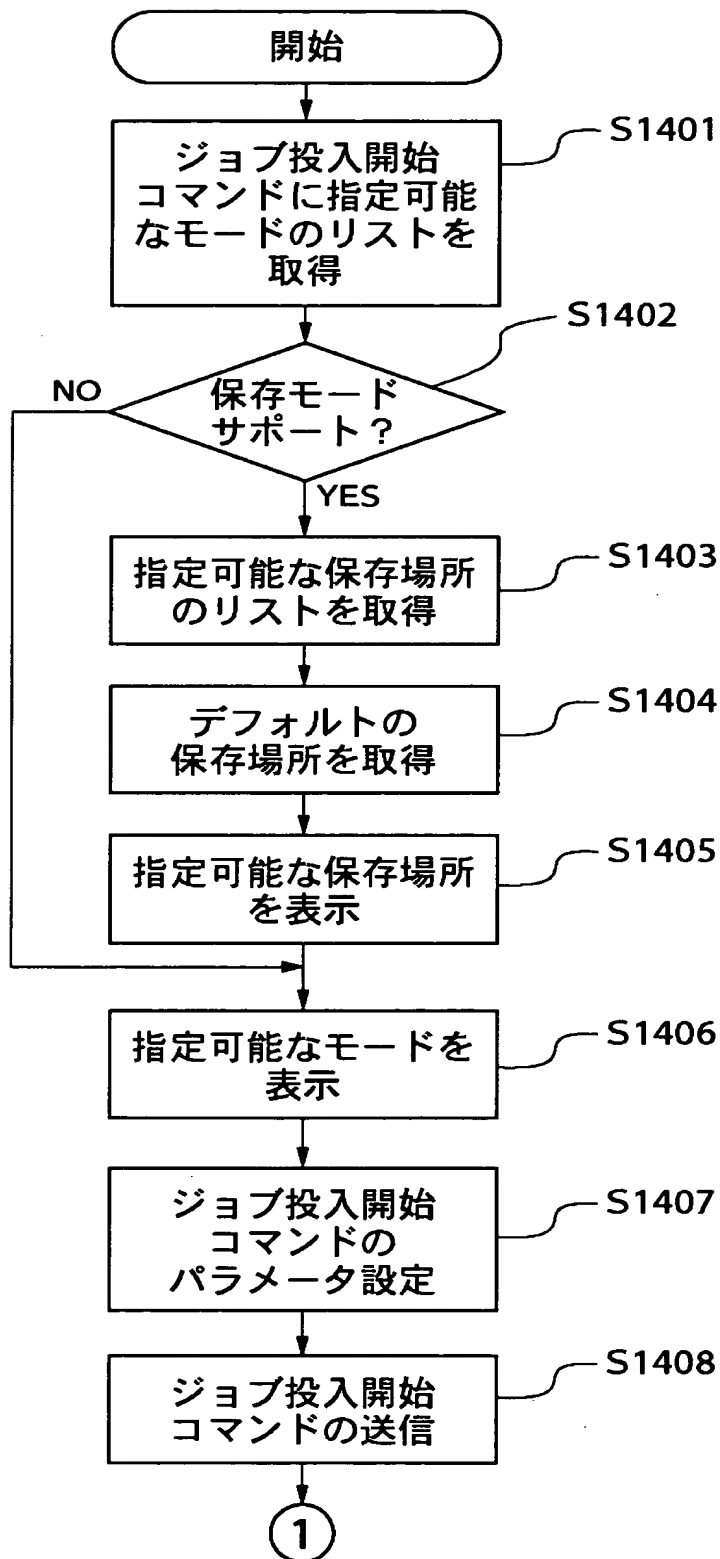 開始
ジョブ投入開始
コマンドに指定可能
なモードのリストを
取得
S1401
保存モード
サポート？
S1402
NO
YES
指定可能な保存場所
のリストを取得
S1403
デフォルトの
保存場所を取得
S1404
指定可能な保存場所
を表示
S1405
指定可能なモードを
表示
S1406
ジョブ投入開始
コマンドの
パラメータ設定
S1407
ジョブ投入開始
コマンドの送信
S1408
1